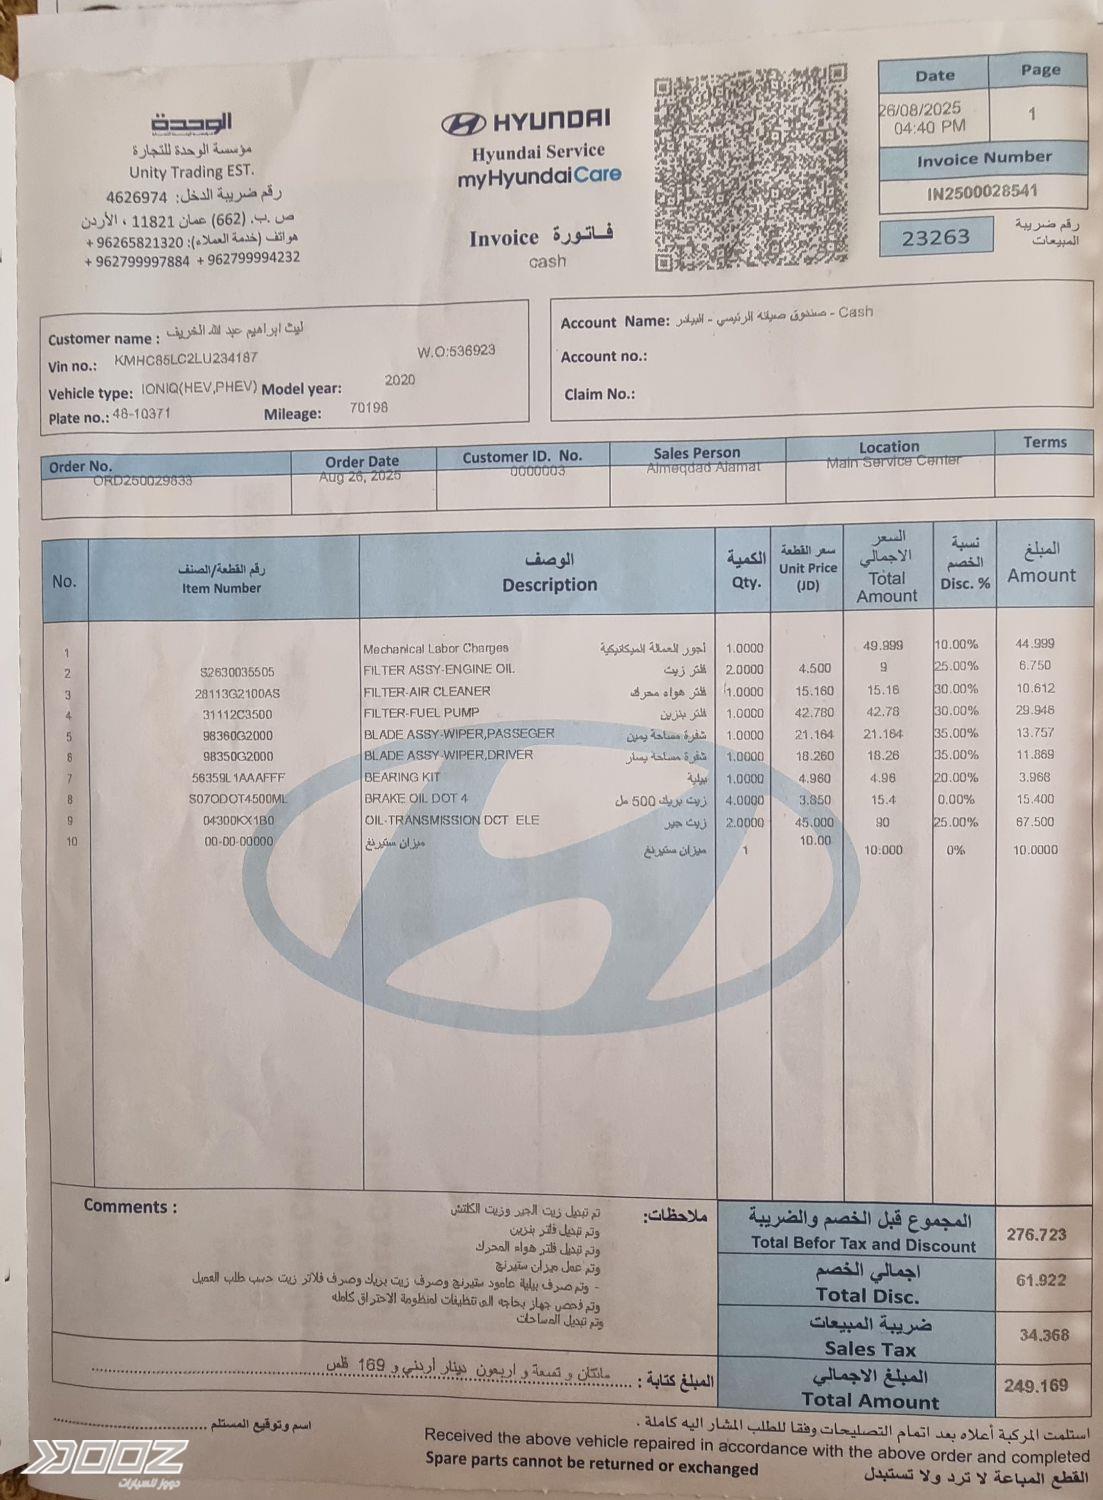 الوحدة
مؤسسة الوحدة للتجارة
Unity Trading EST.
رقم ضريبة الدخل: 4626974
ص .ب. (662) عمان 11821 ، الأردن
هواتف (خدمة العملاء): 96265821320 +
+ 962799997884 + 962799994232
HYUNDAI
Hyundai Service
myHyundaiCare
Invoice فــاتـورة
cash
Date Page
26/08/2025 04:40 PM 1
Invoice Number
IN2500028541
23263 رقم ضريبة المبيعات
Customer name : ليث ابراهيم عبد الله الخريف
Vin no.: KMHC85LC2LU234187 W.O:536923
Vehicle type: IONIQ(HEV,PHEV) Model year: 2020
Plate no.: 48-10371 Mileage: 70198
Account Name: صندوق صيانه الرئيسي - البيادر - Cash
Account no.:
Claim No.:
Order No. Order Date Customer ID. No. Sales Person Location Terms
ORD250029833 Aug 26, 2025 0000003 Almeqdad Alamat Main Service Center
No. رقم القطعة/الصنف Item Number الوصف Description الكمية Qty. سعر القطعة Unit Price (JD) السعر الاجمالي Total Amount نسبة الخصم Disc. % المبلغ Amount
1 Mechanical Labor Charges أجور العمالة الميكانيكية 1.0000 49.999 10.00% 44.999
2 S2630035505 FILTER ASSY-ENGINE OIL فلتر زيت 2.0000 4.500 9 25.00% 6.750
3 28113G2100AS FILTER-AIR CLEANER فلتر هواء محرك 1.0000 15.160 15.16 30.00% 10.612
4 31112C3500 FILTER-FUEL PUMP فلتر بنزين 1.0000 42.780 42.78 30.00% 29.946
5 98360G2000 BLADE ASSY-WIPER,PASSEGER شفرة مساحة يمين 1.0000 21.164 21.164 35.00% 13.757
6 98350G2000 BLADE ASSY-WIPER,DRIVER شفرة مساحة يسار 1.0000 18.260 18.26 35.00% 11.869
7 56359L1AAAFFF BEARING KIT بيلية 1.0000 4.960 4.96 20.00% 3.968
8 S07ODOT4500ML BRAKE OIL DOT 4 زيت بريك 500 مل 4.0000 3.850 15.4 0.00% 15.400
9 04300KX1B0 OIL-TRANSMISSION DCT ELE زيت جير 2.0000 45.000 90 25.00% 67.500
10 00-00-00000 ميزان ستيرنغ ميزان ستيرنغ 1 10.00 10:000 0% 10.0000
Comments : ملاحظات:
تم تبديل زيت الجير وزيت الكلتش
وتم تبديل فلتر بنزين
وتم تبديل فلتر هواء المحرك
وتم عمل ميزان ستيرنج
- وتم صرف بيلية عامود ستيرنج وصرف زيت بريك وصرف فلاتر زيت حسب طلب العميل
وتم فحص جهاز بحاجه الى تنظيفات لمنظومة الاحتراق كامله
وتم تبديل المساحات
المجموع قبل الخصم والضريبة
Total Befor Tax and Discount 276.723
اجمالي الخصم
Total Disc. 61.922
ضريبة المبيعات
Sales Tax 34.368
المبلغ الاجمالي
Total Amount 249.169
المبلغ كتابة : مائتان و تسعة و اربعون دينار أردني و 169 فلس
اسم وتوقيع المستلم
استلمت المركبة أعلاه بعد اتمام التصليحات وفقا للطلب المشار اليه كاملة .
Received the above vehicle repaired in accordance with the above order and completed
Spare parts cannot be returned or exchanged القطع المباعة لا ترد ولا تستبدل
DOOZ
دووز للسيارات